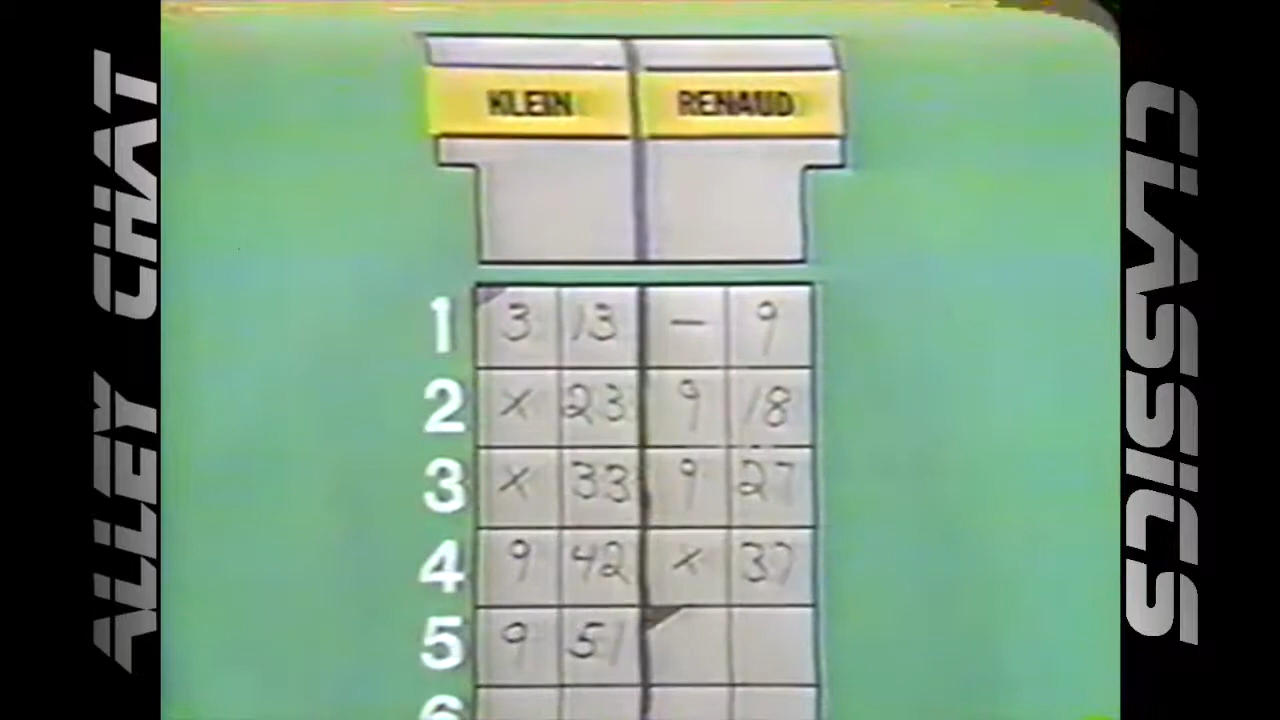 ALLEY CHAT
KLEIN RENAUD
1 3 13 — 9
2 x 23 9 18
3 x 33 9 27
4 9 42 x 37
5 9 51
6
CLASSICS